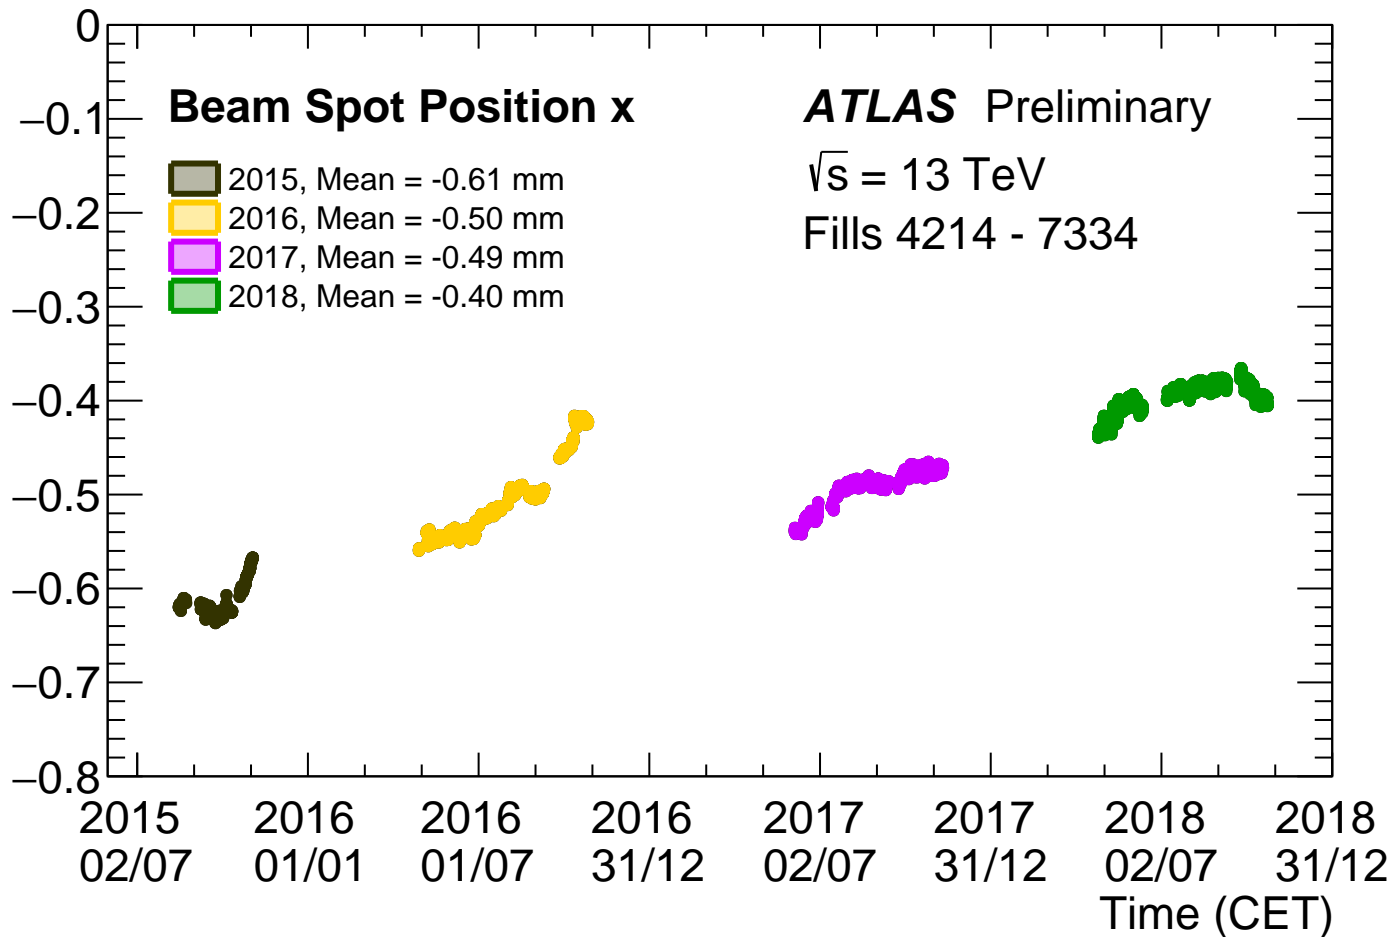 0
−0.1
−0.2
−0.3
−0.4
−0.5
−0.6
−0.7
−0.8
Beam Spot Position x
2015, Mean = -0.61 mm
2016, Mean = -0.50 mm
2017, Mean = -0.49 mm
2018, Mean = -0.40 mm
ATLAS Preliminary
√s = 13 TeV
Fills 4214 - 7334
2015 2016 2016 2016 2017 2017 2018 2018
02/07 01/01 01/07 31/12 02/07 31/12 02/07 31/12
Time (CET)